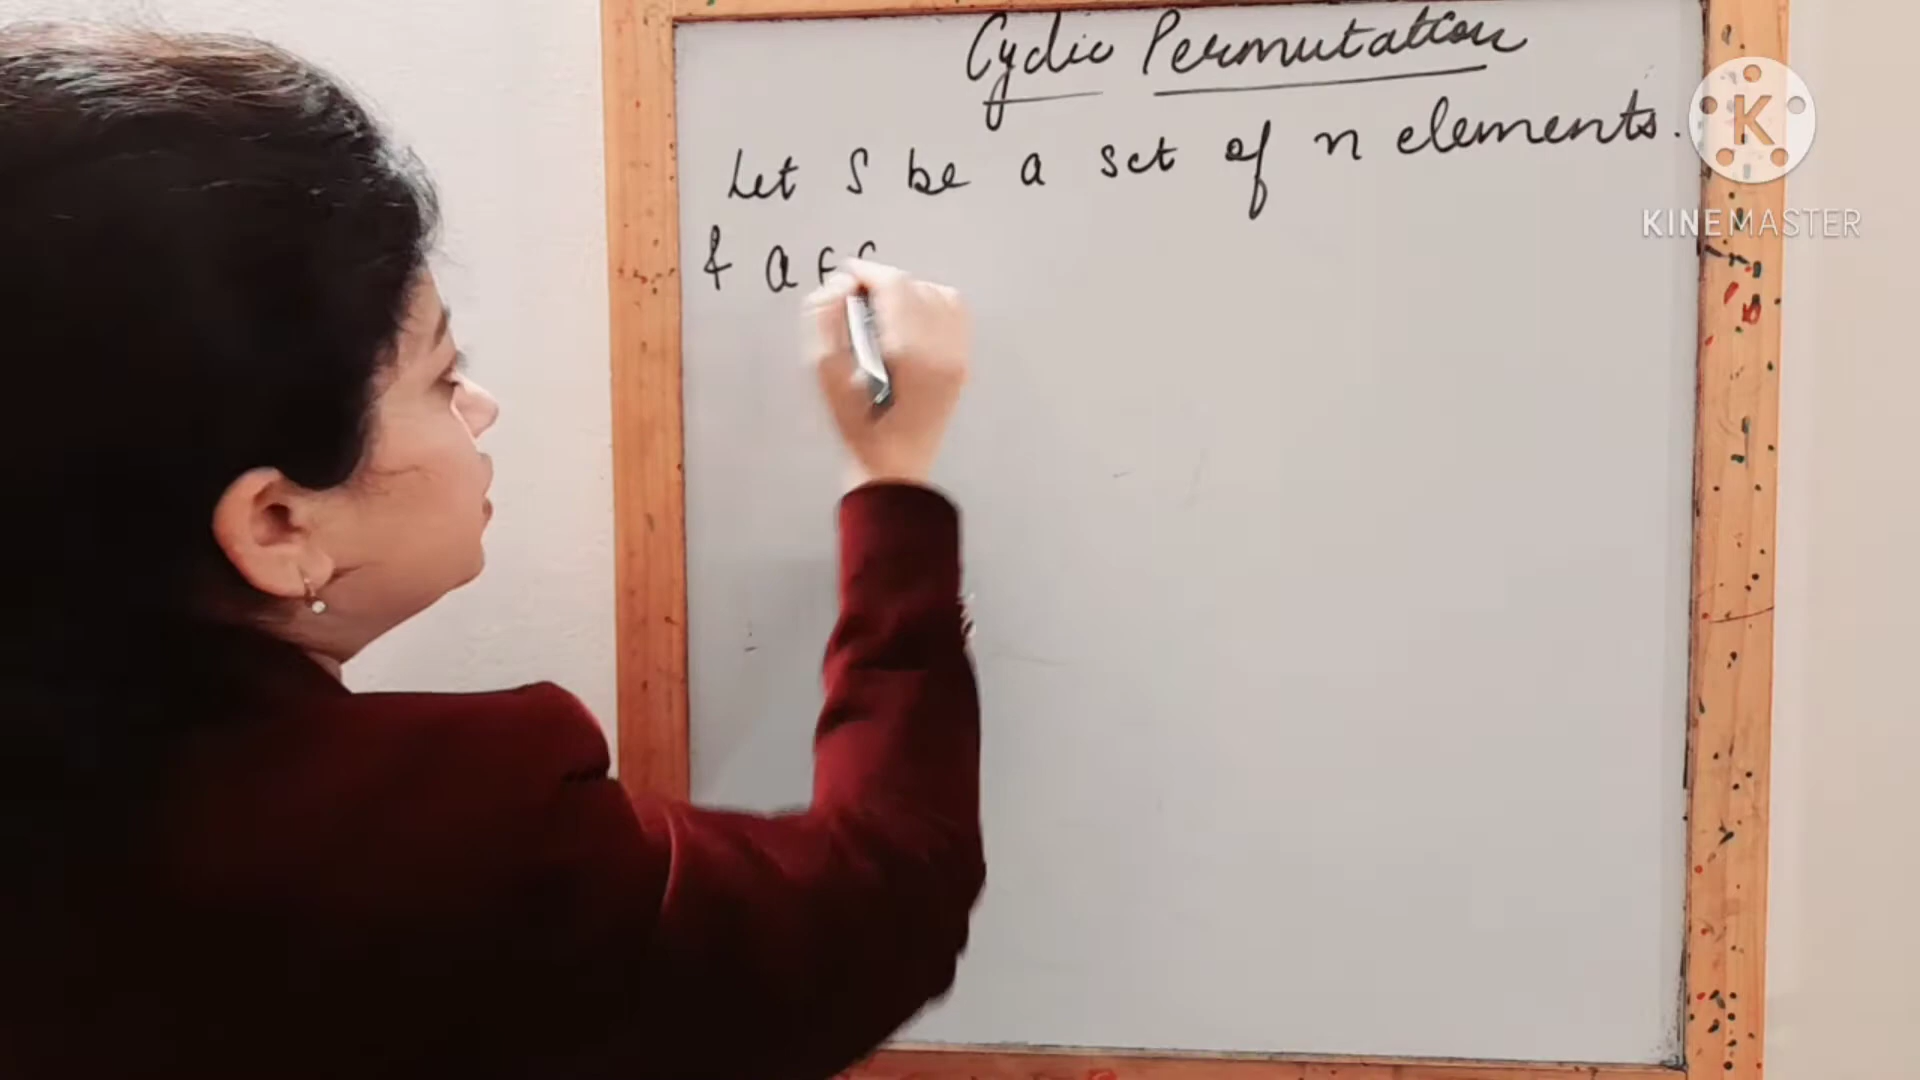 Cyclic Permutation
Let S be a set of n elements.
& a ∈ S
K
KINEMASTER